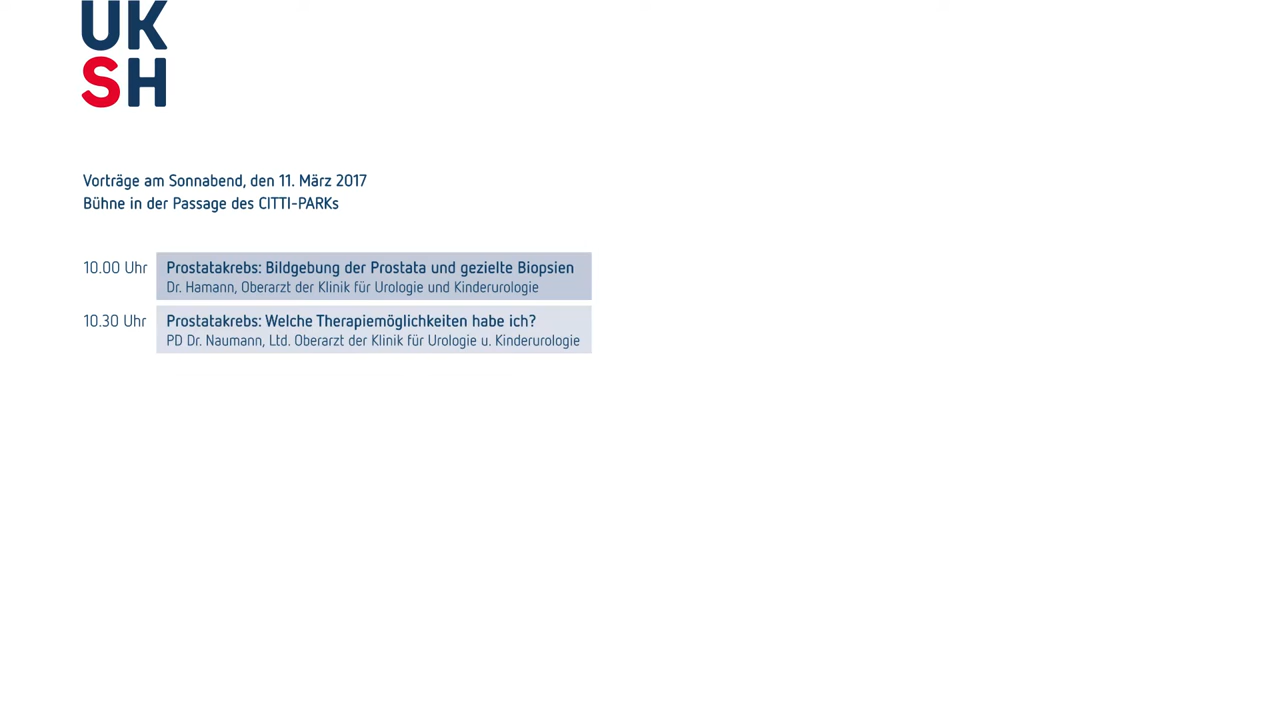 UK
SH
Vorträge am Sonnabend, den 11. März 2017
Bühne in der Passage des CITTI-PARKs
10.00 Uhr Prostatakrebs: Bildgebung der Prostata und gezielte Biopsien
Dr. Hamann, Oberarzt der Klinik für Urologie und Kinderurologie
10.30 Uhr Prostatakrebs: Welche Therapiemöglichkeiten habe ich?
PD Dr. Naumann, Ltd. Oberarzt der Klinik für Urologie u. Kinderurologie